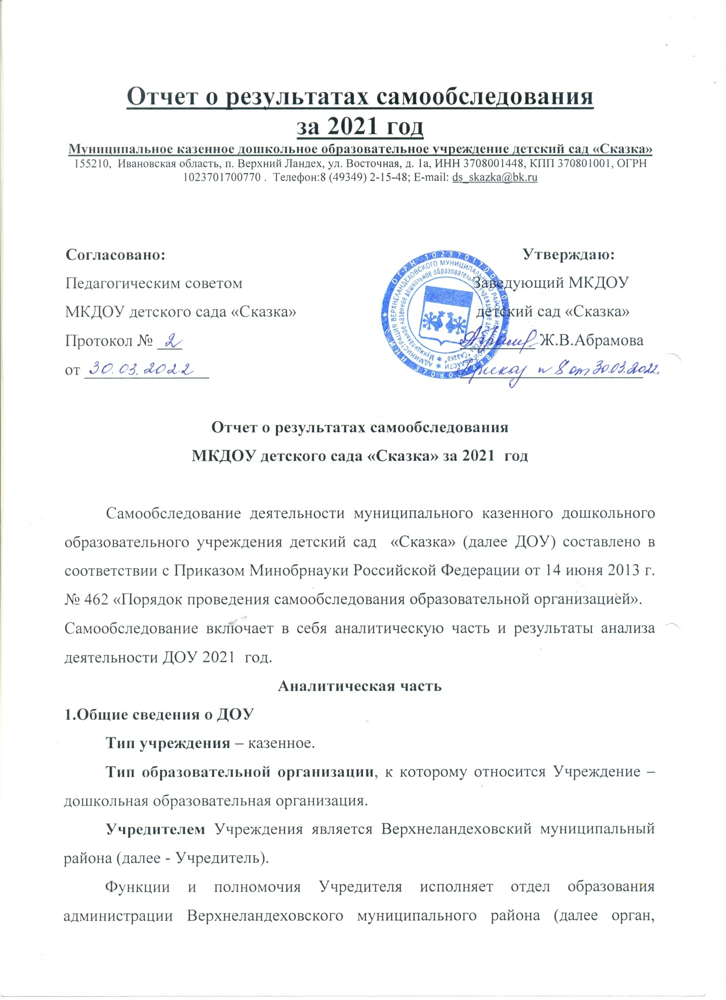 Отчет о результатах самообследования
за 2021 год
Муниципальное казенное дошкольное образовательное учреждение детский сад «Сказка»
155210,  Ивановская область, п. Верхний Ландех, ул. Восточная, д. 1а, ИНН 3708001448, КПП 370801001, ОГРН
1023701700770 .  Телефон:8 (49349) 2-15-48; E-mail: ds_skazka@bk.ru
Согласовано:
Утверждаю:
Педагогическим советом
Заведующий МКДОУ
МКДОУ детского сада «Сказка»
детский сад «Сказка»
Протокол № 2
Ж.В.Абрамова
от 30.03.2022
Приказ n 8 от 30.03.2022.
ОГРН 1023701700770 * ИНН 3708001448 *
АДМИНИСТРАЦИЯ ВЕРХНЕЛАНДЕХОВСКОГО МУНИЦИПАЛЬНОГО РАЙОНА ИВАНОВСКОЙ ОБЛАСТИ *
Муниципальное казенное дошкольное образовательное учреждение детский сад "Сказка" *
Отчет о результатах самообследования
МКДОУ детского сада «Сказка» за 2021  год
Самообследование деятельности муниципального казенного дошкольного
образовательного учреждения детский сад  «Сказка» (далее ДОУ) составлено в
соответствии с Приказом Минобрнауки Российской Федерации от 14 июня 2013 г.
№ 462 «Порядок проведения самообследования образовательной организацией».
Самообследование включает в себя аналитическую часть и результаты анализа
деятельности ДОУ 2021  год.
Аналитическая часть
1.Общие сведения о ДОУ
Тип учреждения – казенное.
Тип образовательной организации, к которому относится Учреждение –
дошкольная образовательная организация.
Учредителем Учреждения является Верхнеландеховский муниципальный
района (далее - Учредитель).
Функции и полномочия Учредителя исполняет отдел образования
администрации Верхнеландеховского муниципального района (далее орган,